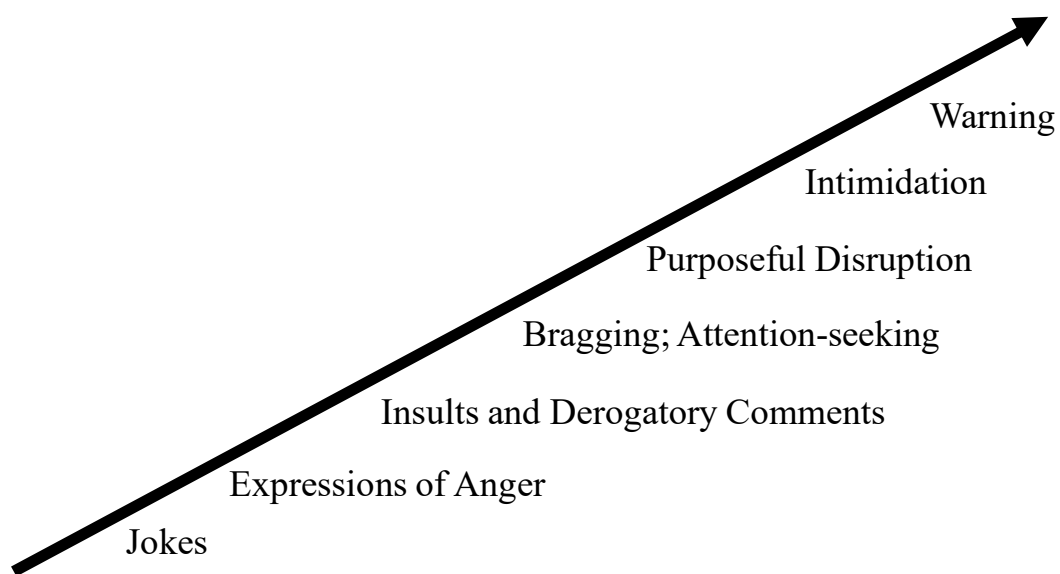 Warning
Intimidation
Purposeful Disruption
Bragging; Attention-seeking
Insults and Derogatory Comments
Expressions of Anger
Jokes